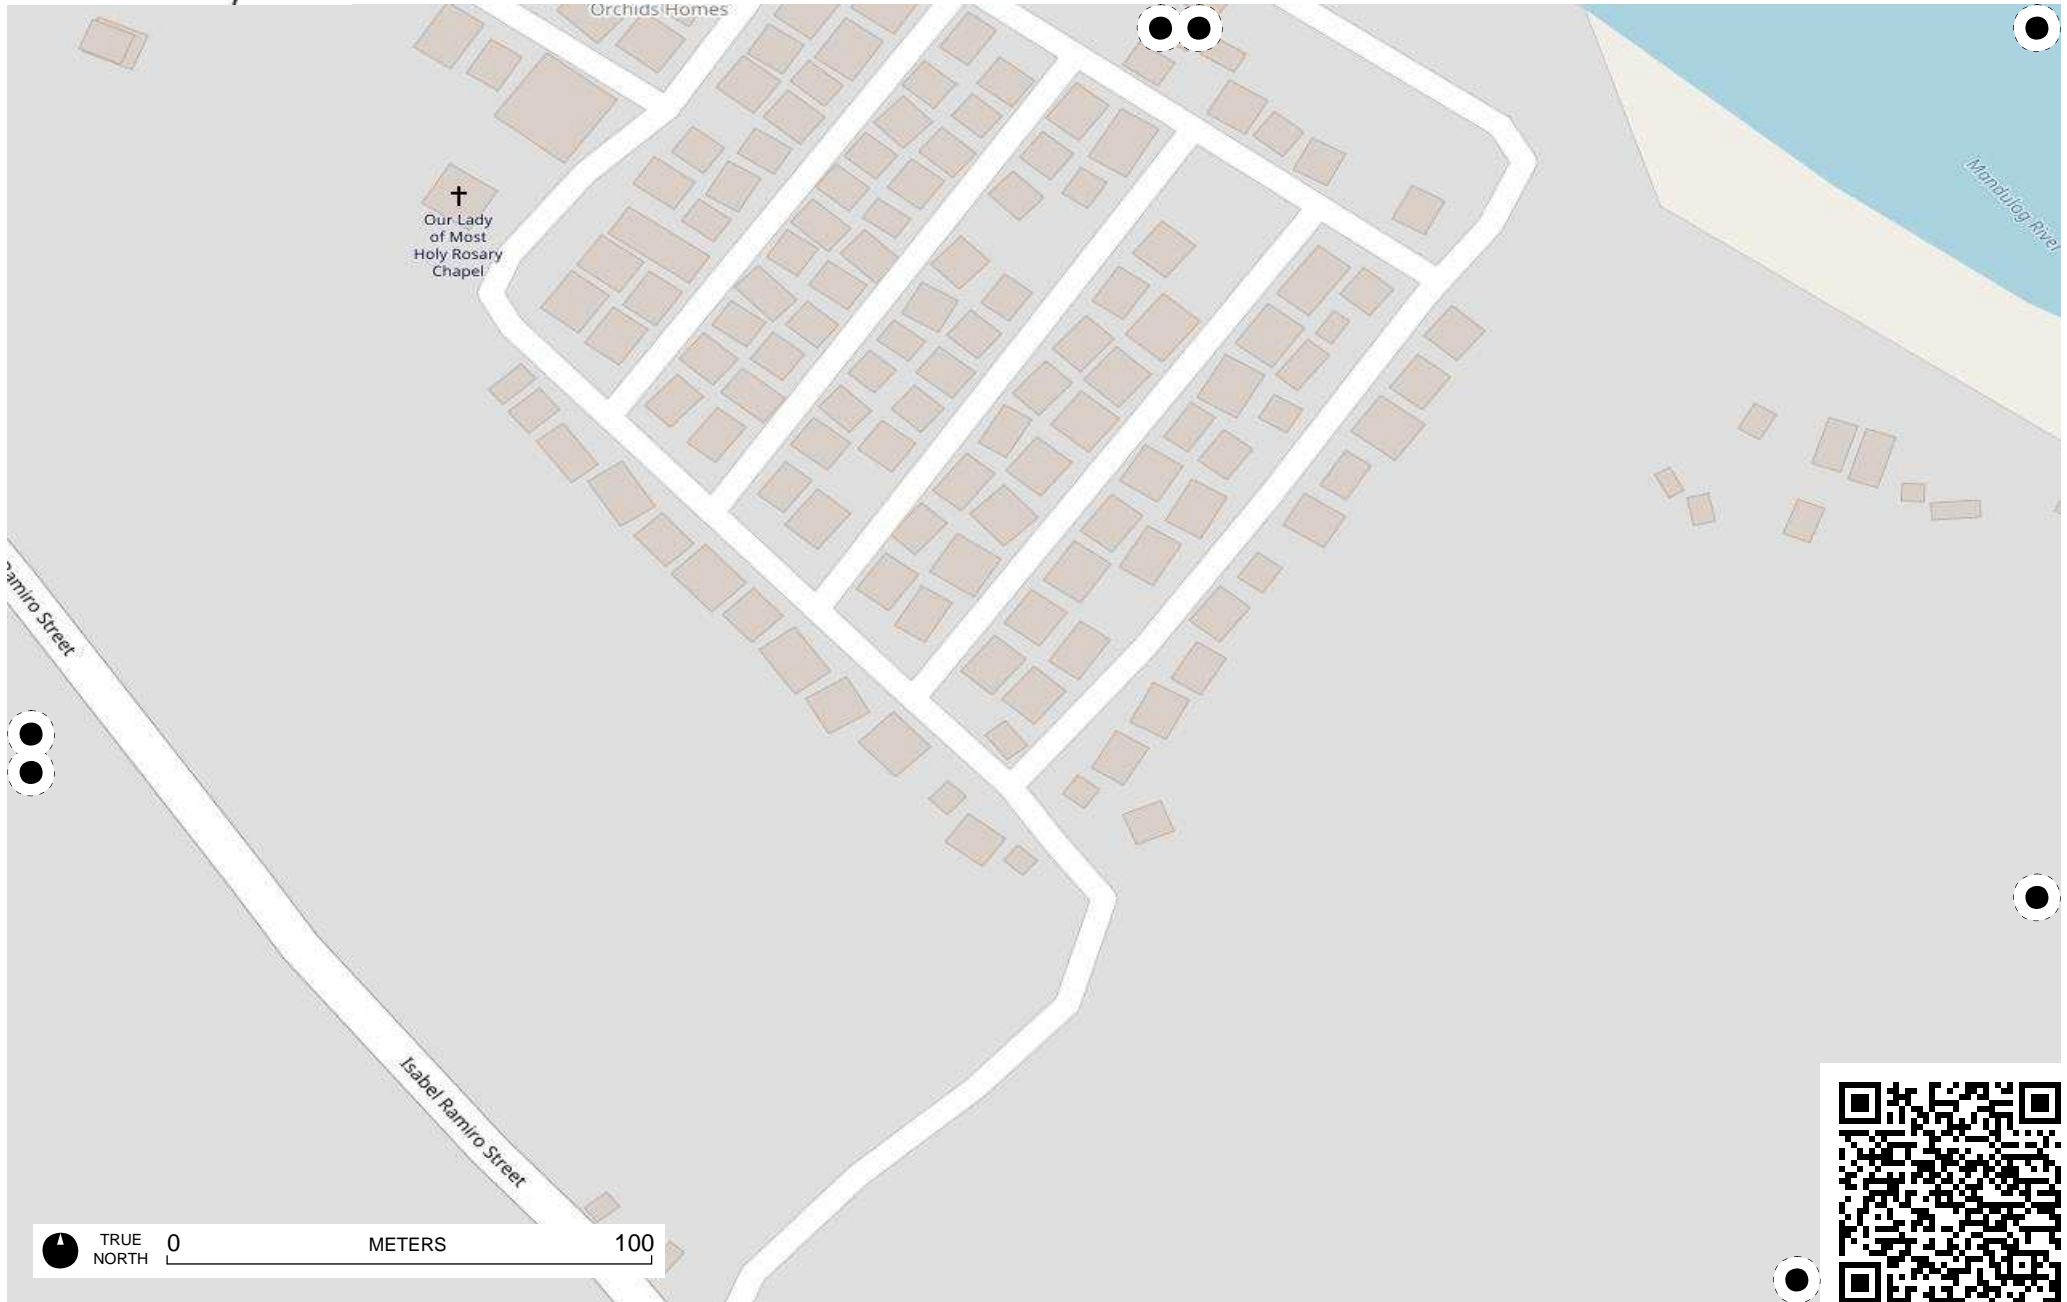 Orchids Homes
Mandulog River
Our Lady
of Most
Holy Rosary
Chapel
Ramiro Street
Isabel Ramiro Street
TRUE
NORTH
0 METERS 100